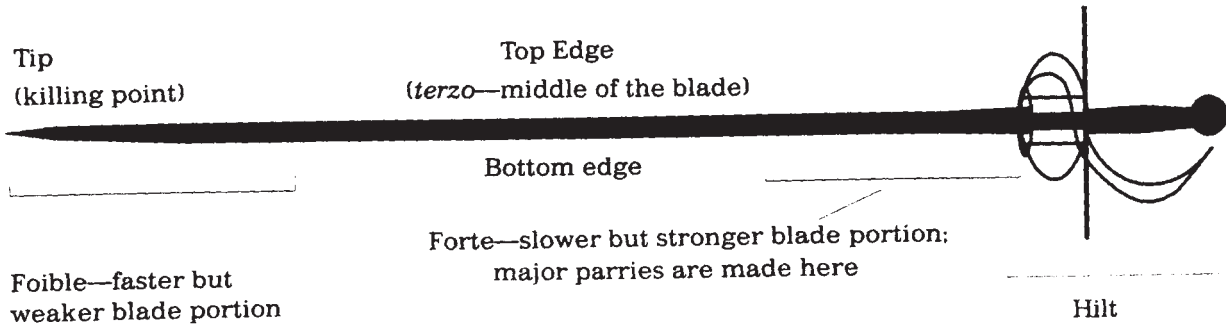 Tip
(killing point)
Top Edge
(terzo—middle of the blade)
Bottom edge
Forte—slower but stronger blade portion;
major parries are made here
Foible—faster but
weaker blade portion
Hilt